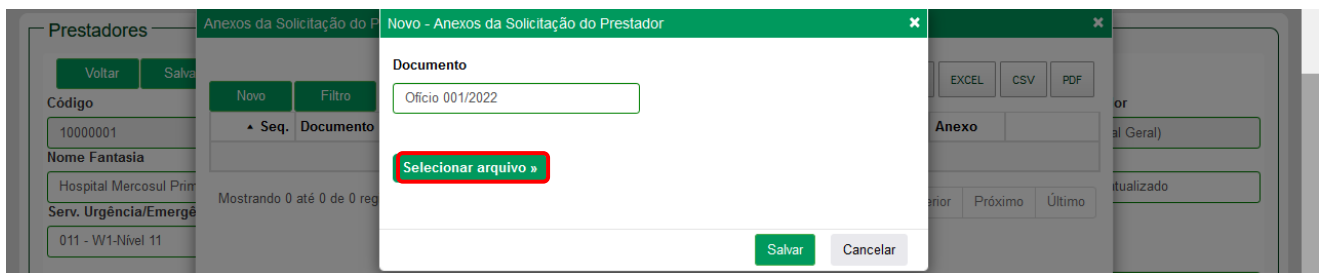 Prestadores
Anexos da Solicitação do P
Novo - Anexos da Solicitação do Prestador
Voltar
Salva
Documento
EXCEL
CSV
PDF
Código
Novo
Filtro
Ofício 001/2022
or
10000001
Seq.
Documento
Anexo
al Geral)
Nome Fantasia
Selecionar arquivo »
Hospital Mercosul Prim
Mostrando 0 até 0 de 0 reg
erior
Próximo
Último
tualizado
Serv. Urgência/Emergê
011 - W1-Nível 11
Salvar
Cancelar